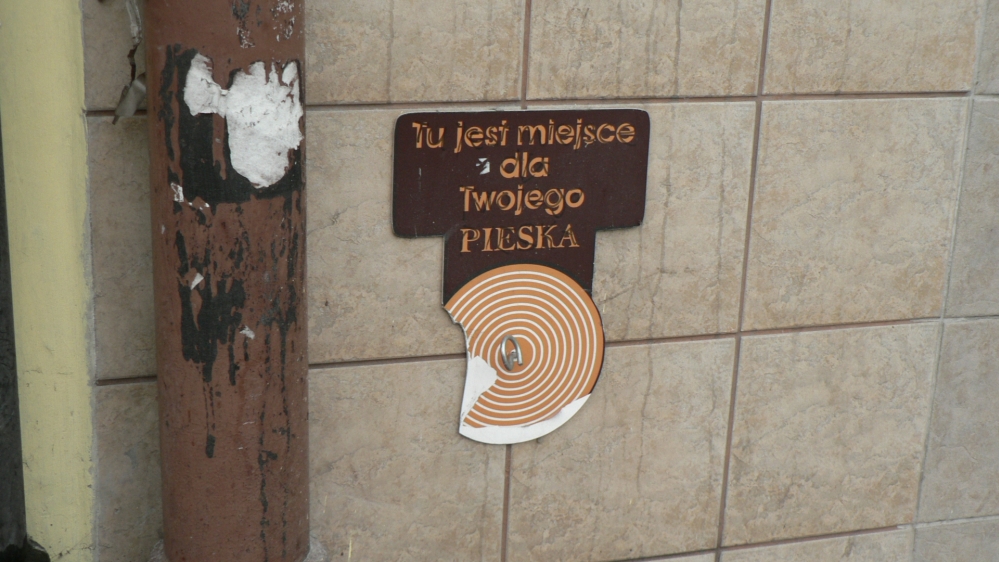 Tu jest miejsce
dla
Twojego
PIESKA